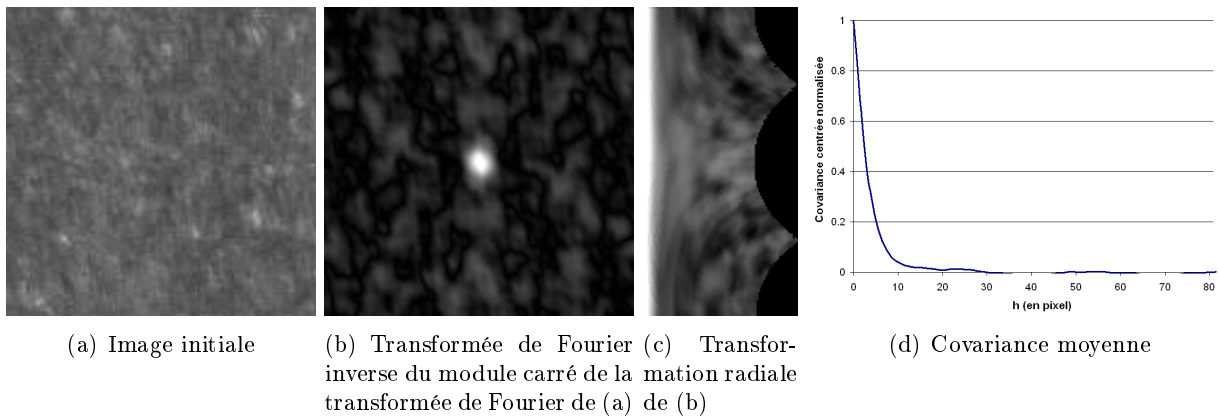 1
0.8
0.6
0.4
0.2
0
Covariance centrée normalisée
0 10 20 30 40 50 60 70 80
h (en pixel)
(a) Image initiale
(b) Transformée de Fourier
inverse du module carré de la
transformée de Fourier de (a)
(c) Transfor-
mation radiale
de (b)
(d) Covariance moyenne